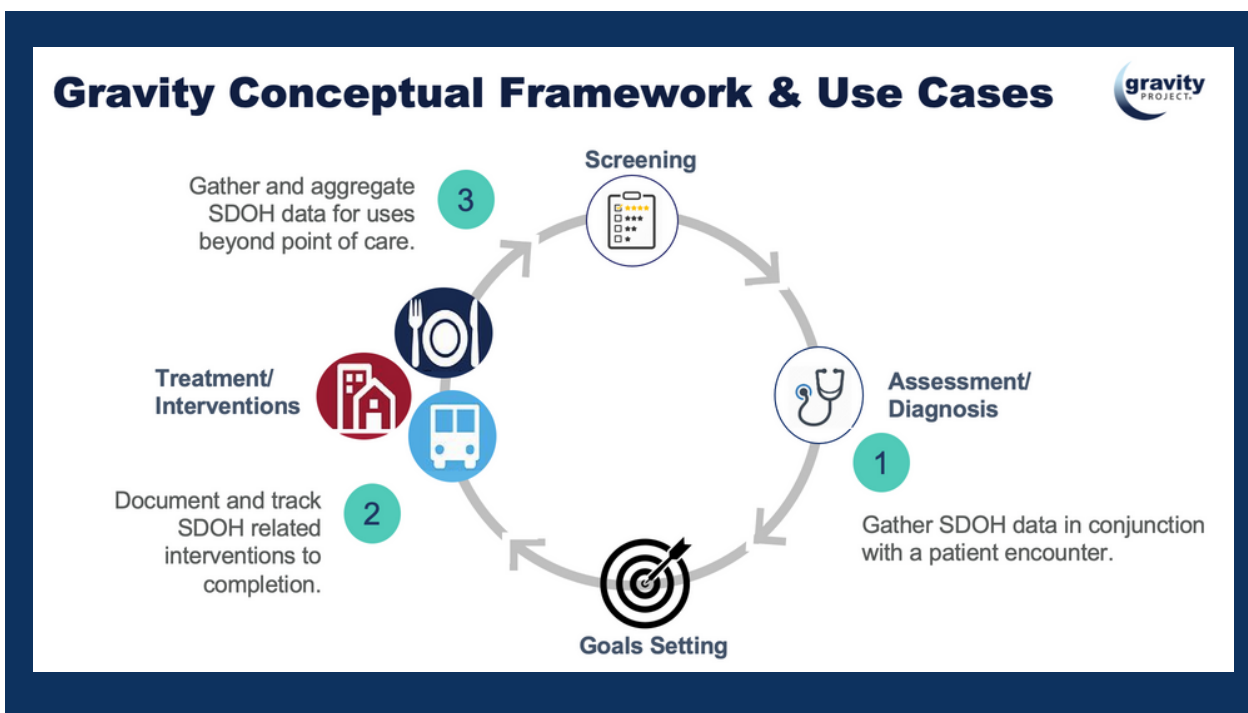 Gravity Conceptual Framework & Use Cases
gravity
PROJECT.
Screening
Gather and aggregate
SDOH data for uses
beyond point of care.
3
Treatment/
Interventions
Assessment/
Diagnosis
1
Gather SDOH data in conjunction
with a patient encounter.
Document and track
SDOH related
interventions to
completion.
2
Goals Setting